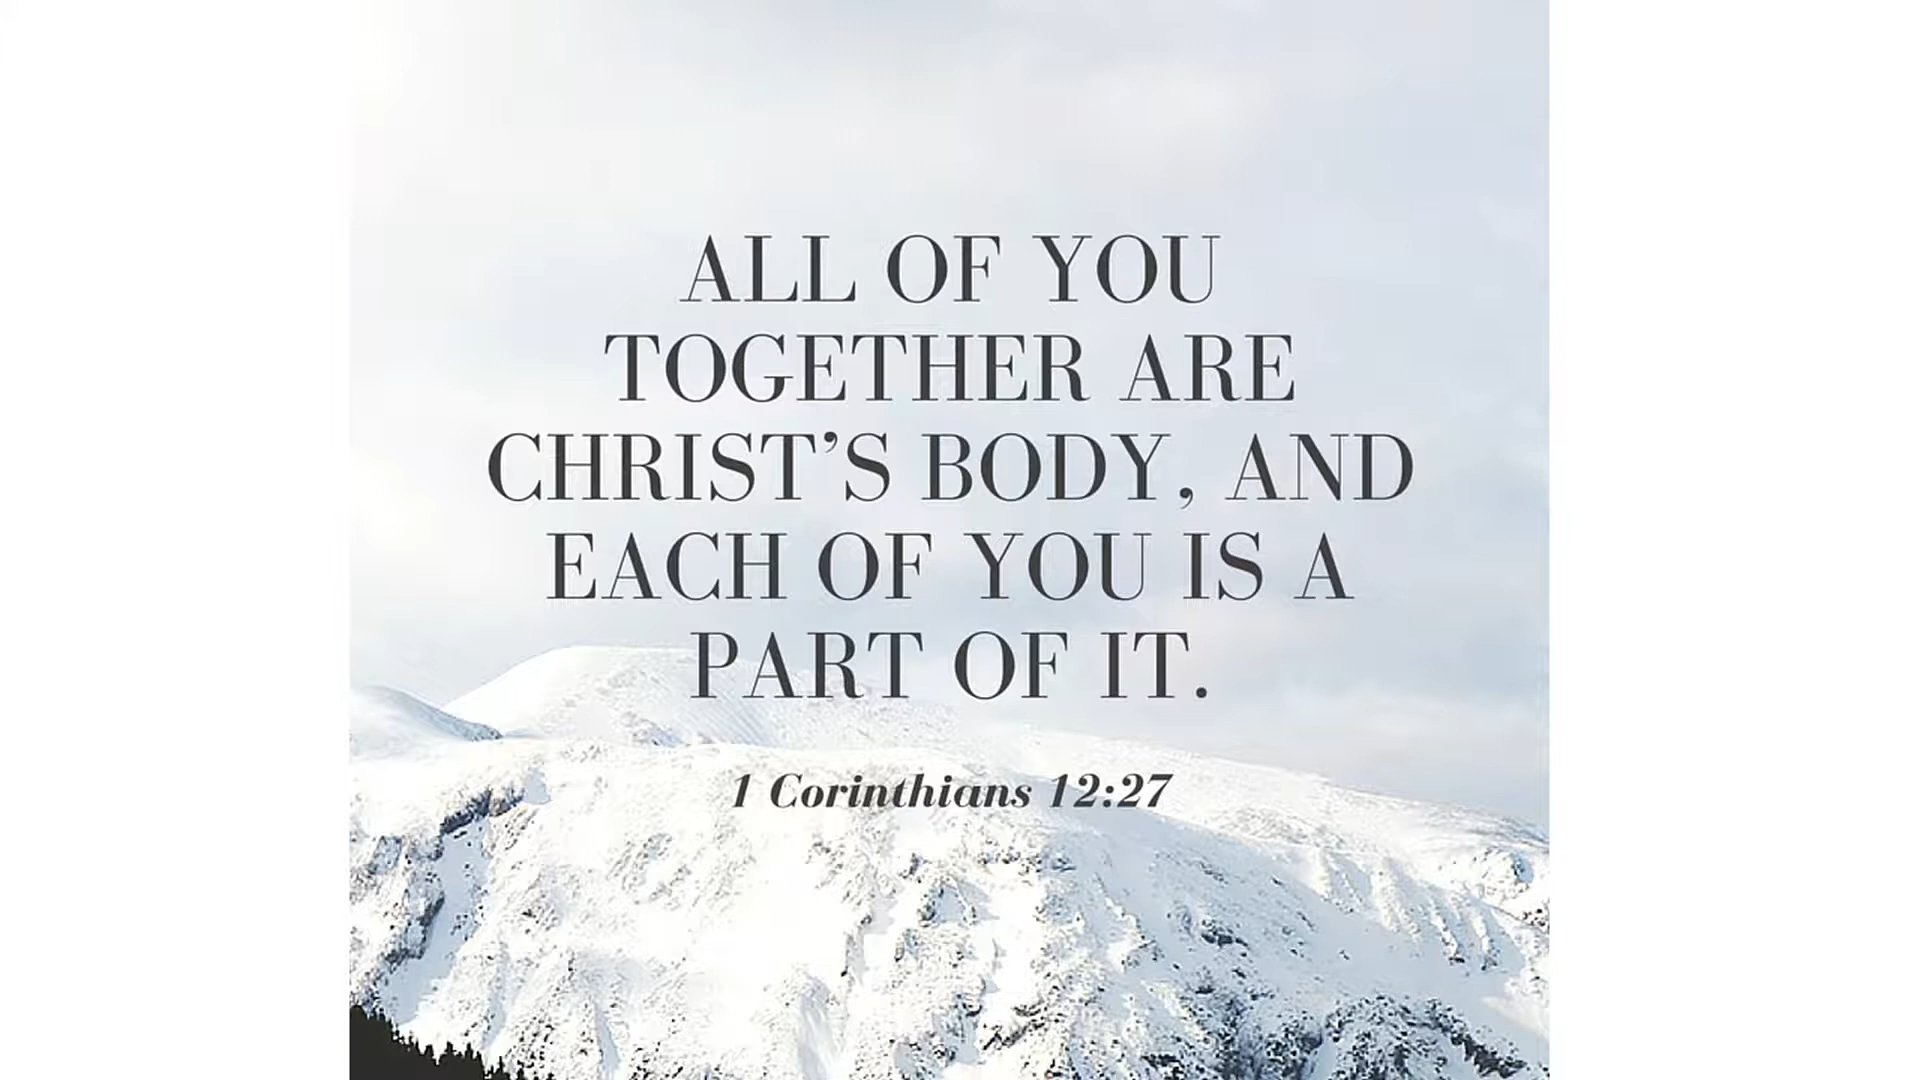 ALL OF YOU
TOGETHER ARE
CHRIST’S BODY, AND
EACH OF YOU IS A
PART OF IT.
1 Corinthians 12:27